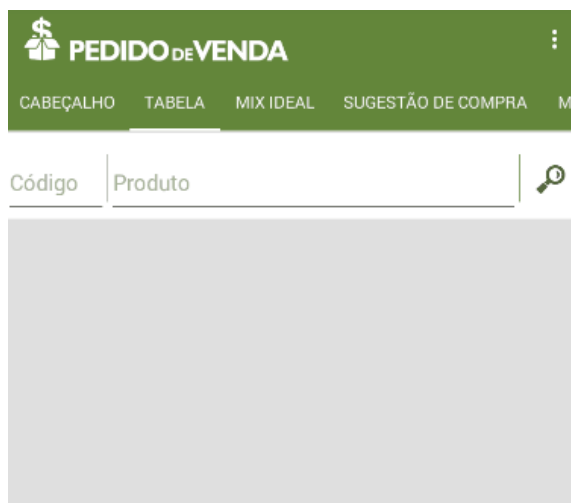 PEDIDO DE VENDA
CABEÇALHO TABELA MIX IDEAL SUGESTÃO DE COMPRA M
Código Produto